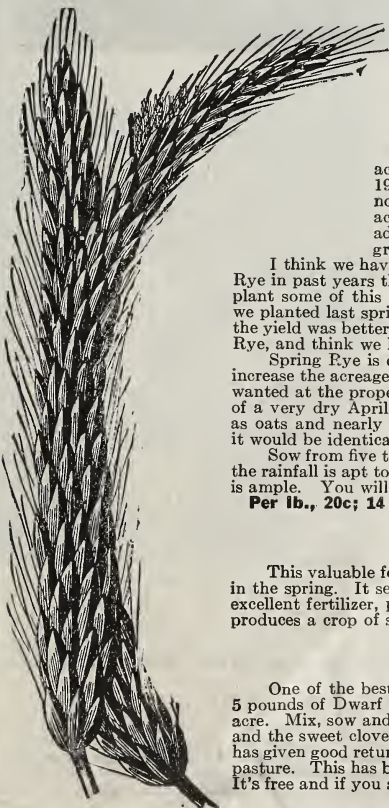 ac
19
no
ac
ad
gr
I think we hav
Rye in past years th
plant some of this
we planted last spri
the yield was better
Rye, and think we l
Spring Rye is
increase the acreage
wanted at the prope
of a very dry April
as oats and nearly
it would be identica
Sow from five t
the rainfall is apt to
is ample. You will
Per lb., 20c; 14
This valuable fo
in the spring. It se
excellent fertilizer, p
produces a crop of s
One of the best
5 pounds of Dwarf
acre. Mix, sow and
and the sweet clove
has given good retur
pasture. This has b
It's free and if you s